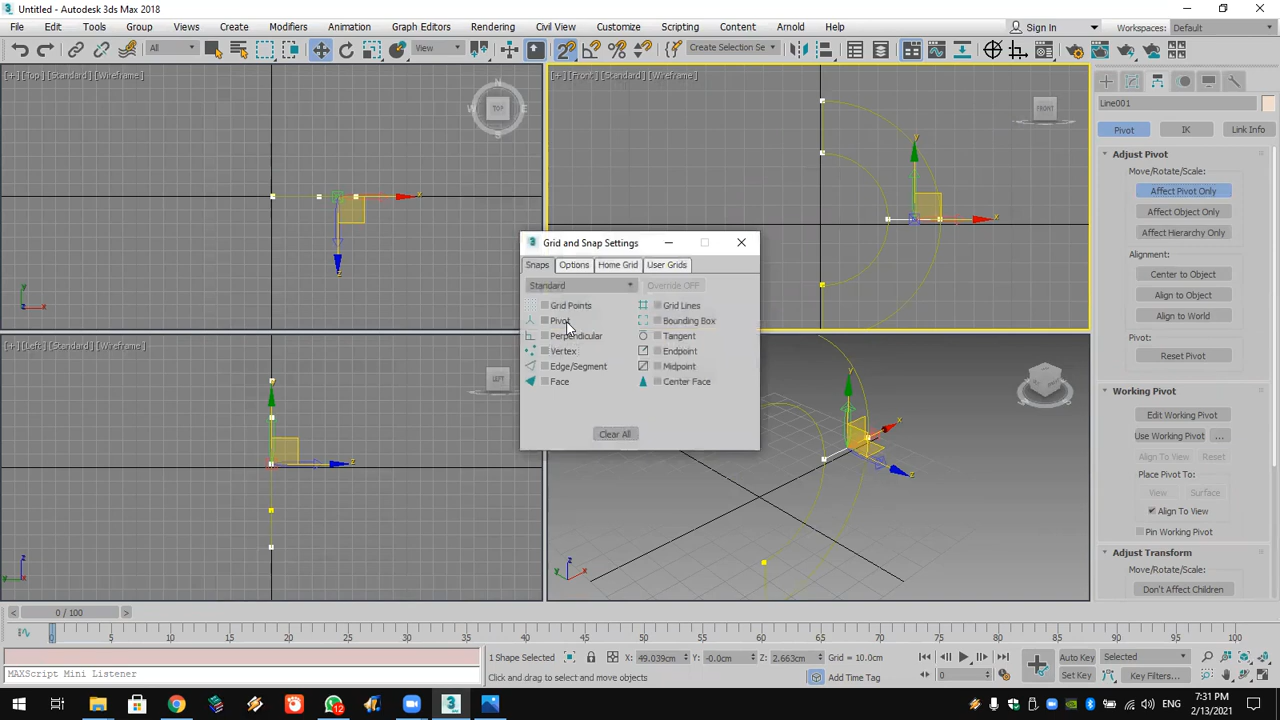 Untitled - Autodesk 3ds Max 2018
File Edit Tools Group Views Create Modifiers Animation Graph Editors Rendering Civil View Customize Scripting Content Arnold Help Sign In Workspaces: Default
All View Create Selection Se
[+] [Top] [Standard] [Wireframe]
N
W TOP E
S
[+] [Front] [Standard] [Wireframe]
FRONT
y
x
x
z
y
x
[+] [Left] [Standard] [Wireframe]
LEFT
y
z
z
y
y
x
z
z
y x
Grid and Snap Settings
Snaps Options Home Grid User Grids
Standard Override OFF
Grid Points Grid Lines
Pivot Bounding Box
Perpendicular Tangent
Vertex Endpoint
Edge/Segment Midpoint
Face Center Face
Clear All
Line001
Pivot IK Link Info
Adjust Pivot
Move/Rotate/Scale:
Affect Pivot Only
Affect Object Only
Affect Hierarchy Only
Alignment:
Center to Object
Align to Object
Align to World
Pivot:
Reset Pivot
Working Pivot
Edit Working Pivot
Use Working Pivot ...
Align To View Reset
Place Pivot To:
View Surface
Align To View
Pin Working Pivot
Adjust Transform
Move/Rotate/Scale:
Don't Affect Children
< 0 / 100 >
0 5 10 15 20 25 30 35 40 45 50 55 60 65 70 75 80 85 90 95 100
MAXScript Mini Listener
1 Shape Selected X: 49.039cm Y: -0.0cm Z: 2.663cm Grid = 10.0cm
Click and drag to select and move objects
Add Time Tag
0
Auto Key Selected
Set Key Key Filters...
12
3
ENG
7:31 PM
2/13/2021